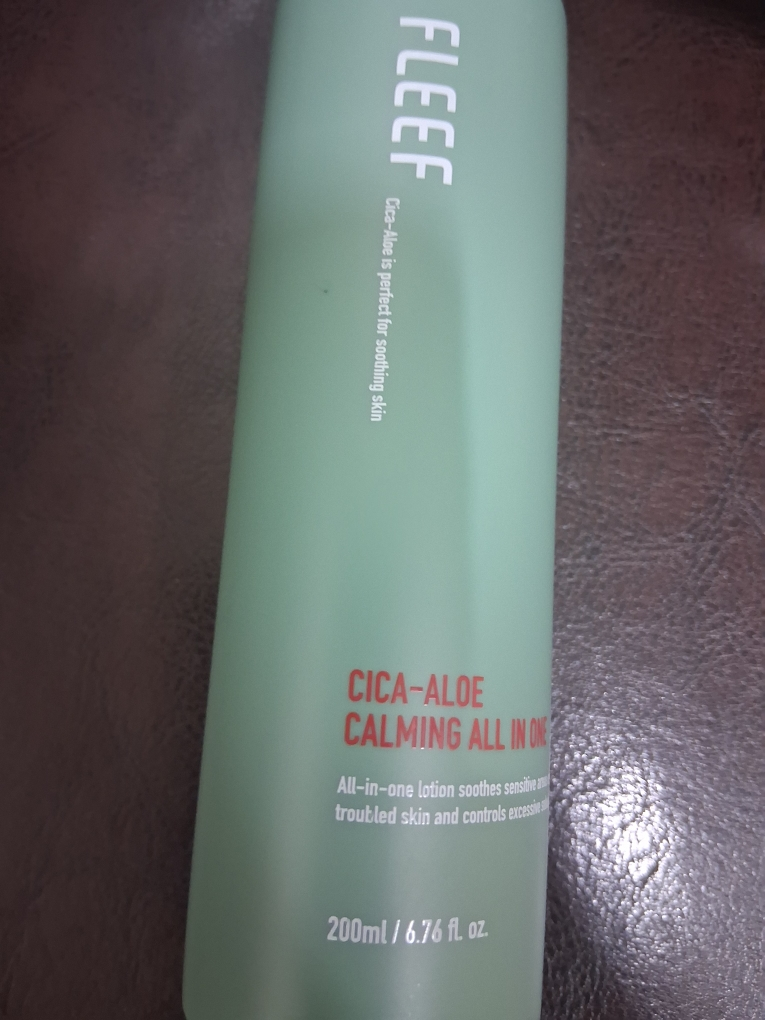 FLEEF
Cica-Aloe is perfect for soothing skin
CICA-ALOE
CALMING ALL IN ONE
All-in-one lotion soothes sensitive
troubled skin and controls excessive
200ml / 6.76 fl. oz.